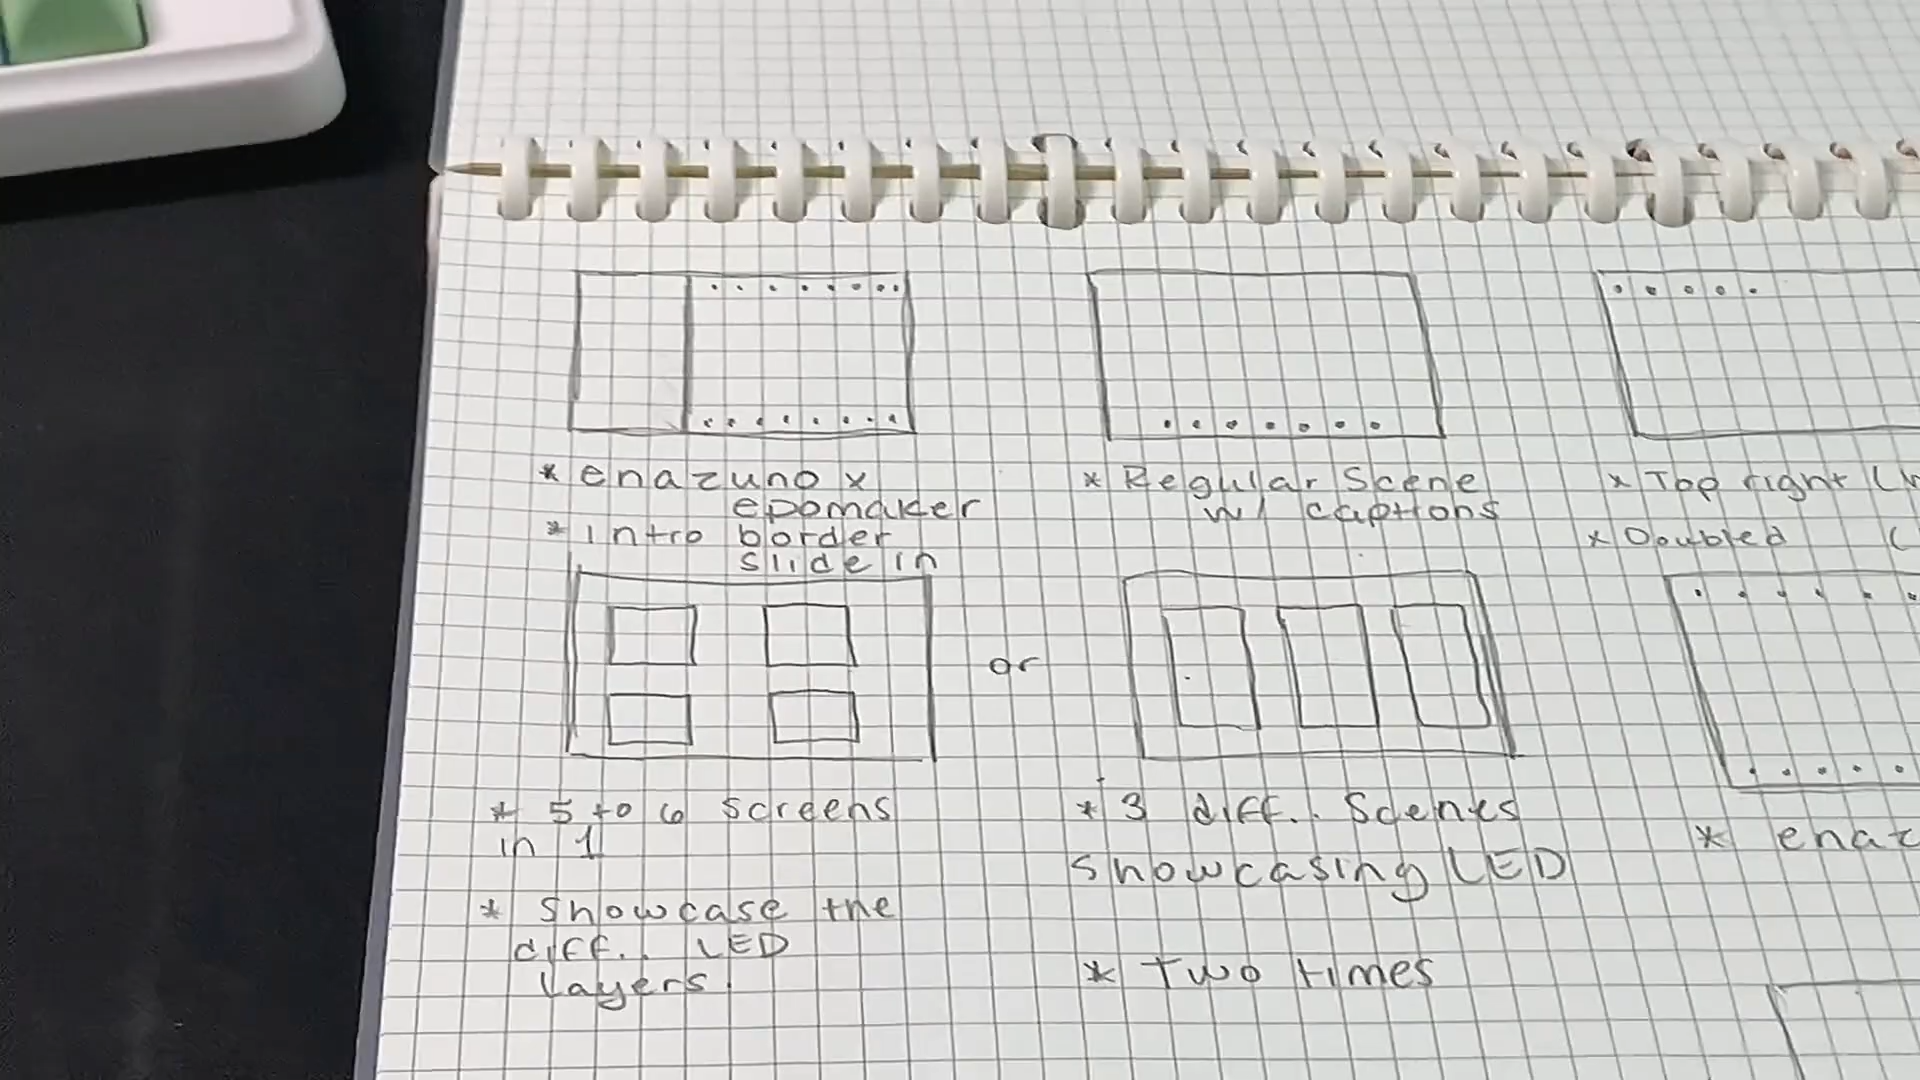 * enazuno x
epomaker
* intro border
slide in
* Regular Scene
w/ captions
* Top right (
* Doubled (
or
* 5 to 6 screens
in 1
* showcase the
diff.. LED
layers.
* 3 diff.. Scenes
showcasing LED
* Two times
* enaz